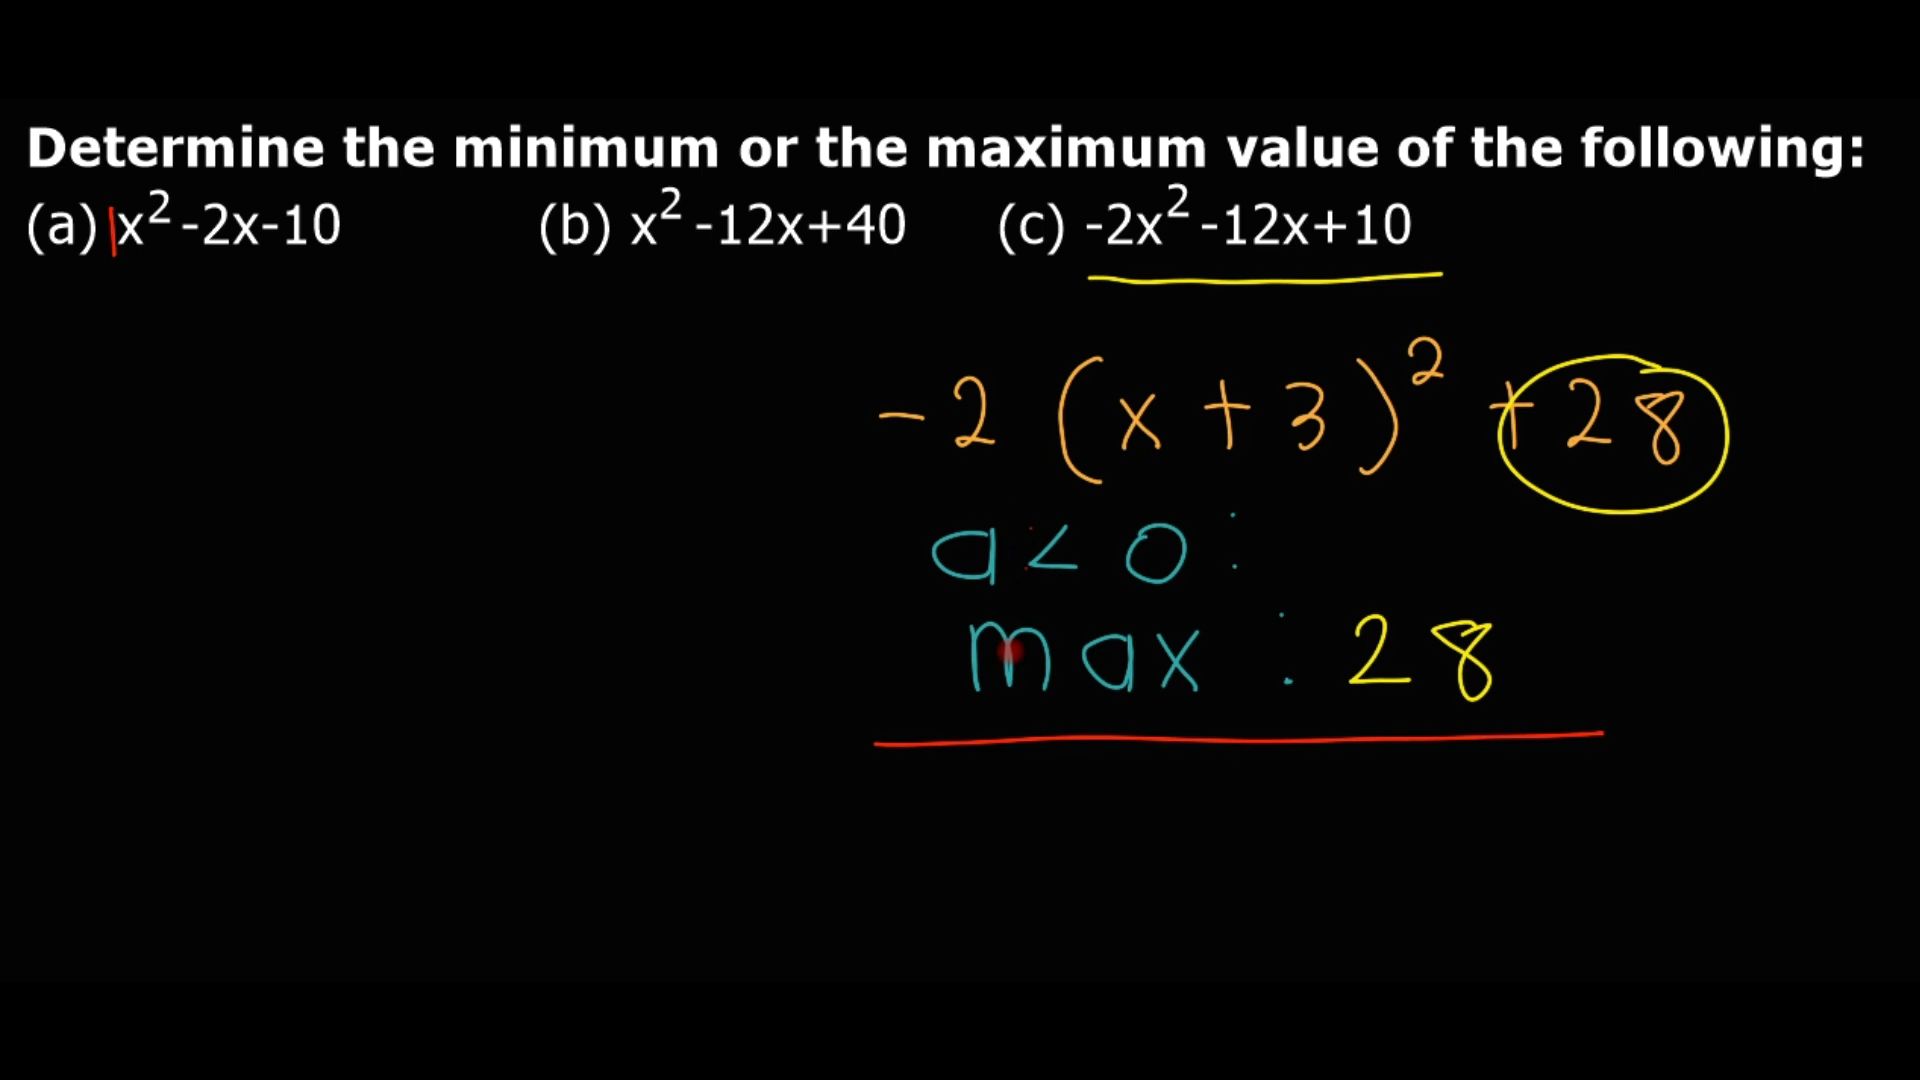 Determine the minimum or the maximum value of the following:
(a) x² -2x-10 (b) x² -12x+40 (c) -2x² -12x+10
-2 (x + 3)² + 28
a < 0 :
max : 28